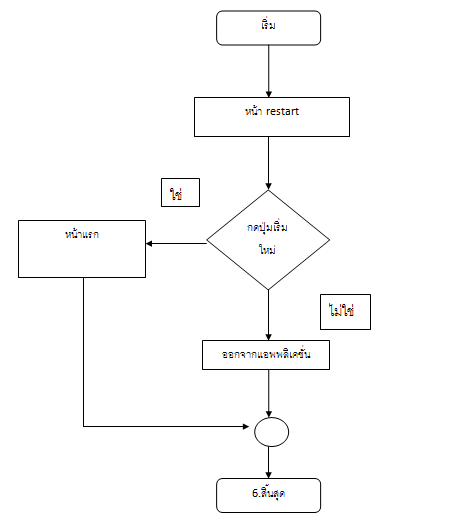 เริ่ม
หน้า restart
ใช่
หน้าแรก
กดปุ่มเริ่ม
ใหม่
ไม่ใช่
ออกจากแอพพลิเคชั่น
6.สิ้นสุด